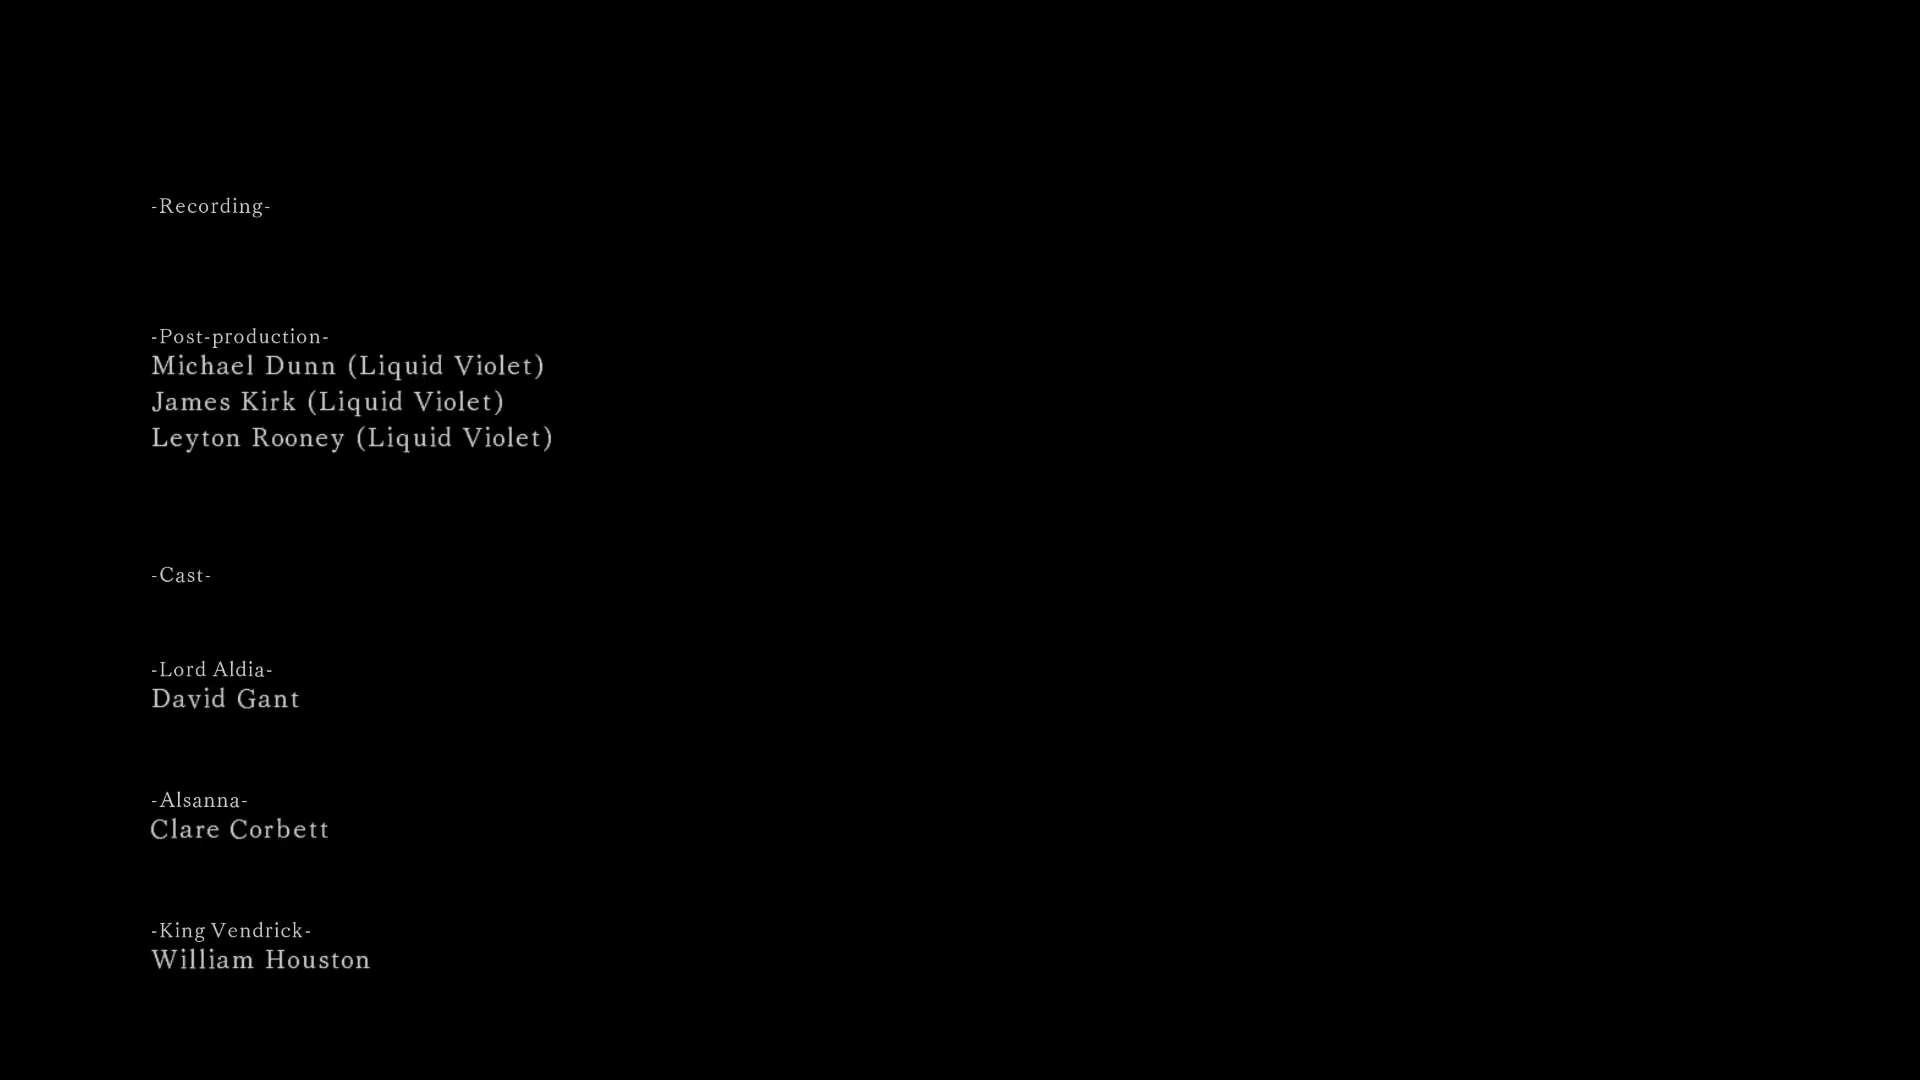 -Recording-
-Post-production-
Michael Dunn (Liquid Violet)
James Kirk (Liquid Violet)
Leyton Rooney (Liquid Violet)
-Cast-
-Lord Aldia-
David Gant
-Alsanna-
Clare Corbett
-King Vendrick-
William Houston